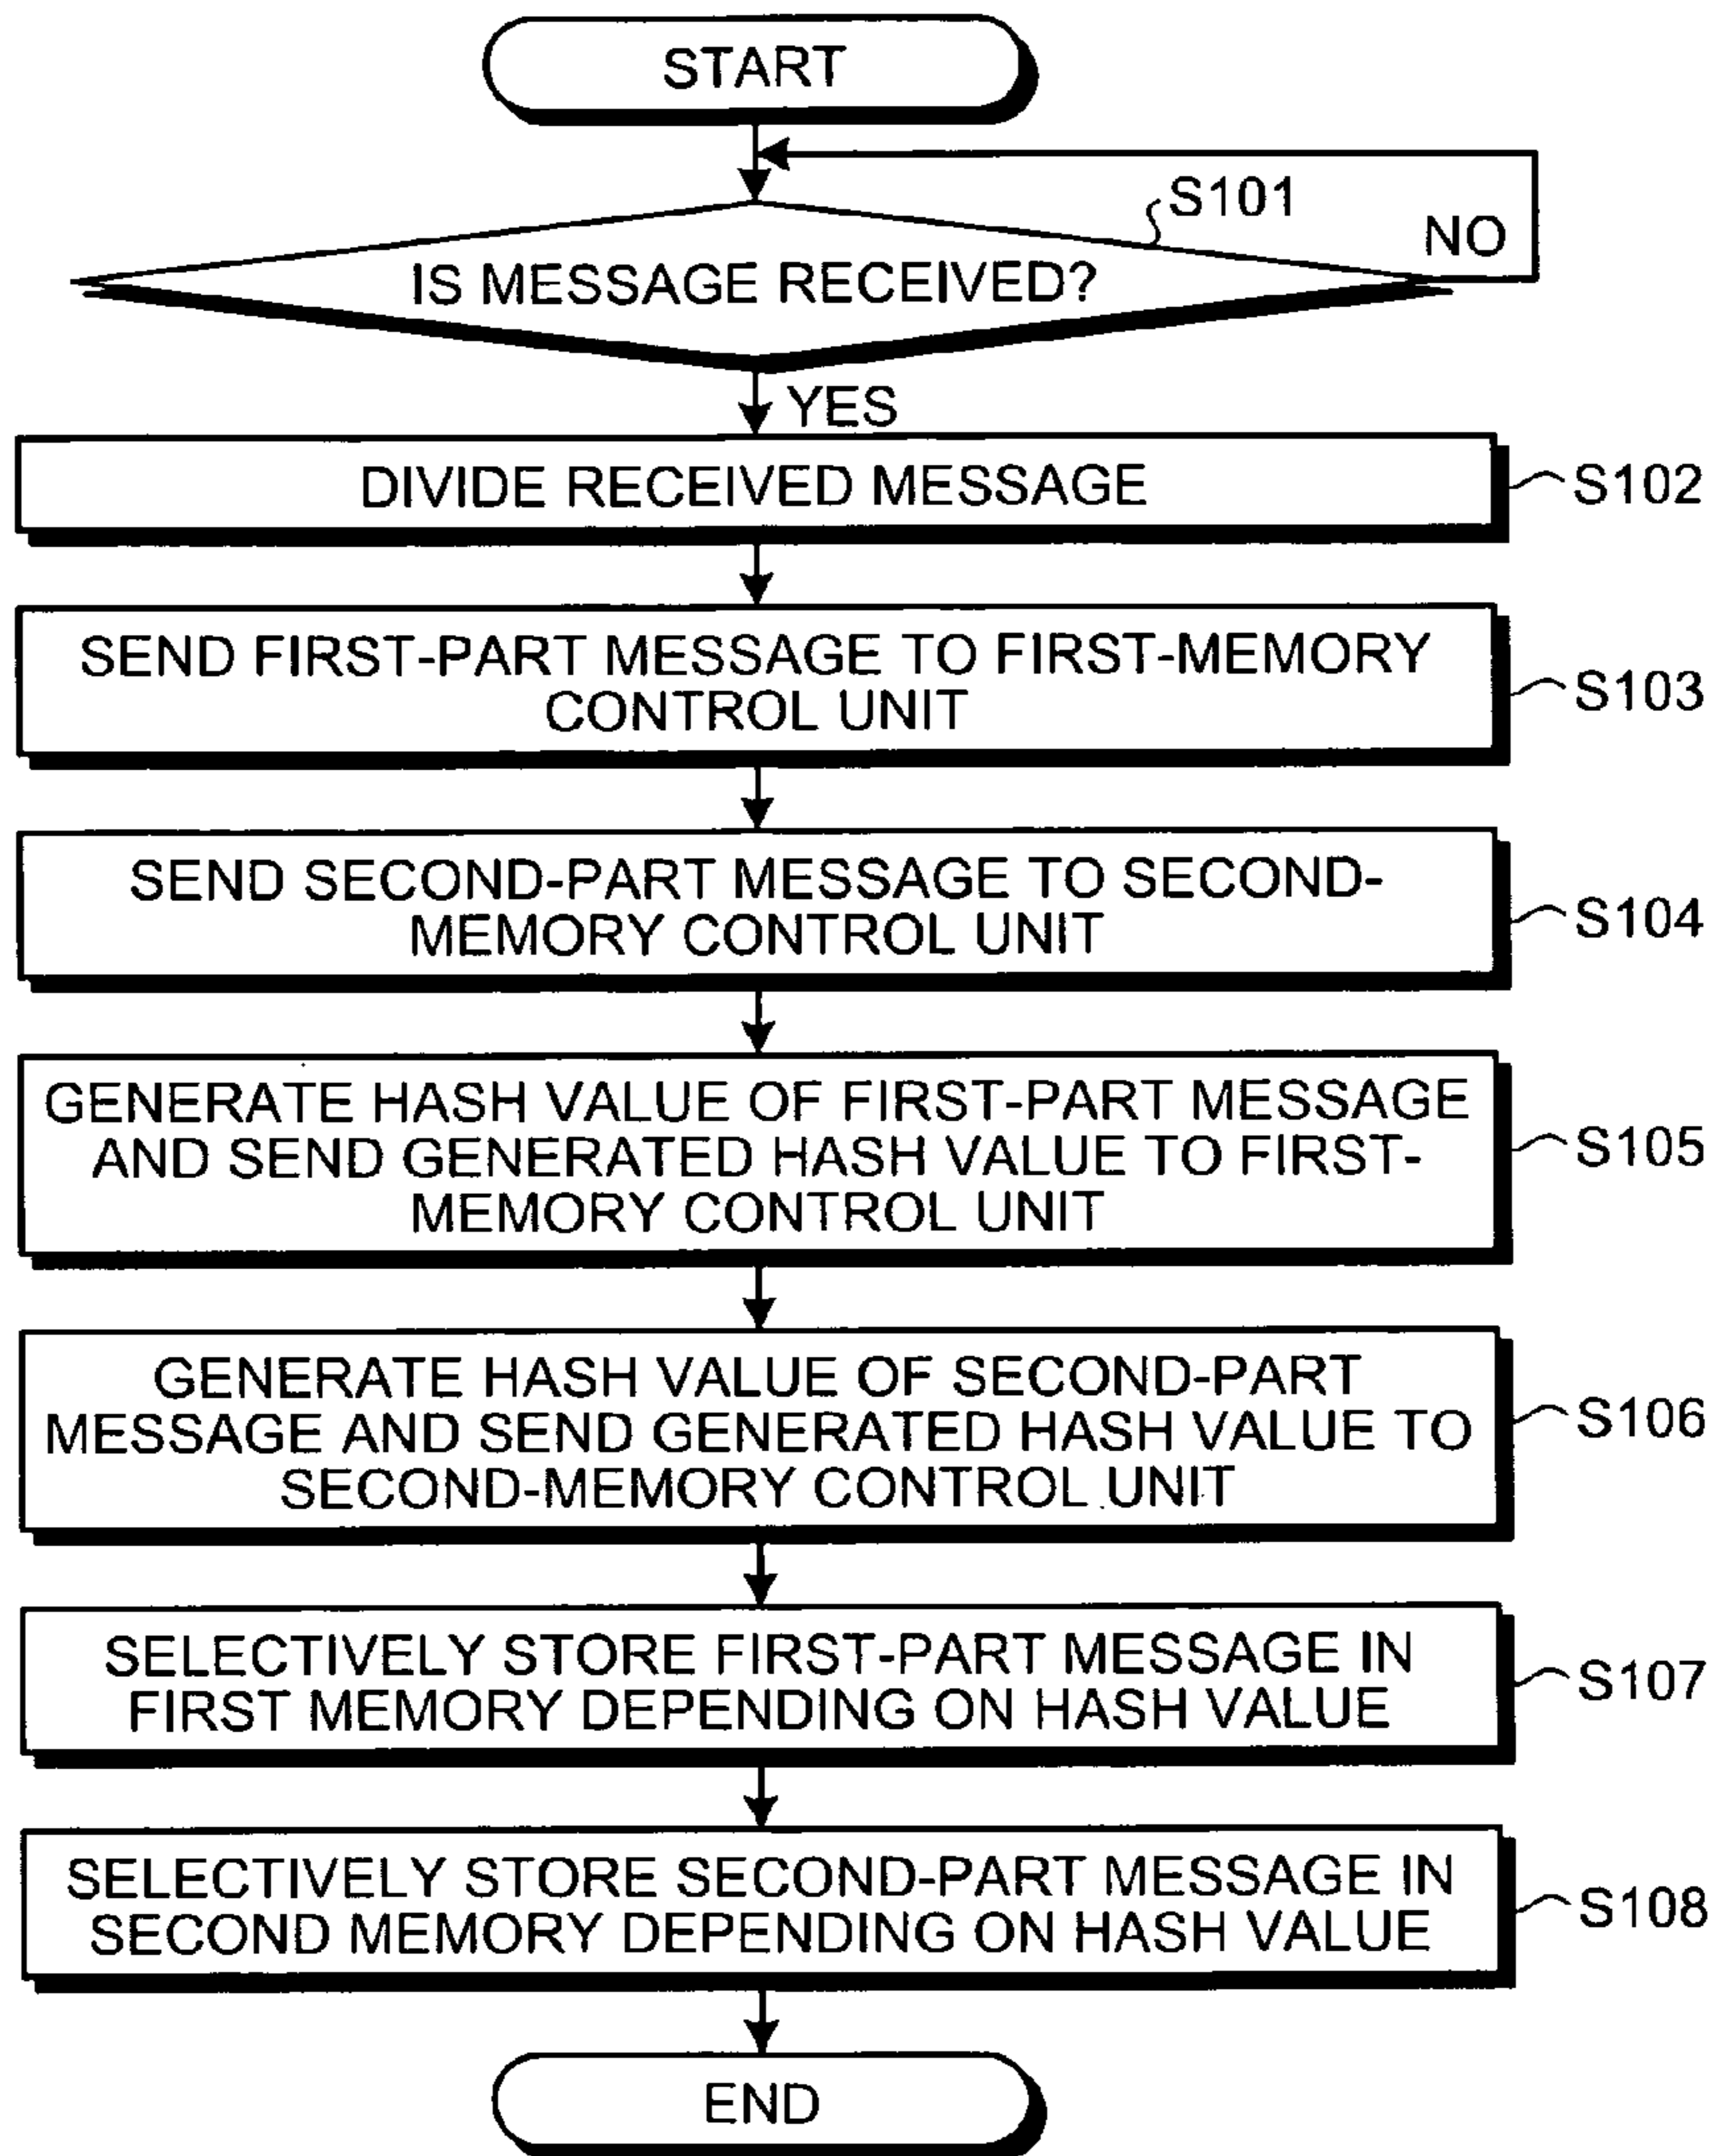 START
S101
NO
IS MESSAGE RECEIVED?
YES
DIVIDE RECEIVED MESSAGE
S102
SEND FIRST-PART MESSAGE TO FIRST-MEMORY
CONTROL UNIT
S103
SEND SECOND-PART MESSAGE TO SECOND-
MEMORY CONTROL UNIT
S104
GENERATE HASH VALUE OF FIRST-PART MESSAGE
AND SEND GENERATED HASH VALUE TO FIRST-
MEMORY CONTROL UNIT
S105
GENERATE HASH VALUE OF SECOND-PART
MESSAGE AND SEND GENERATED HASH VALUE TO
SECOND-MEMORY CONTROL UNIT
S106
SELECTIVELY STORE FIRST-PART MESSAGE IN
FIRST MEMORY DEPENDING ON HASH VALUE
S107
SELECTIVELY STORE SECOND-PART MESSAGE IN
SECOND MEMORY DEPENDING ON HASH VALUE
S108
END